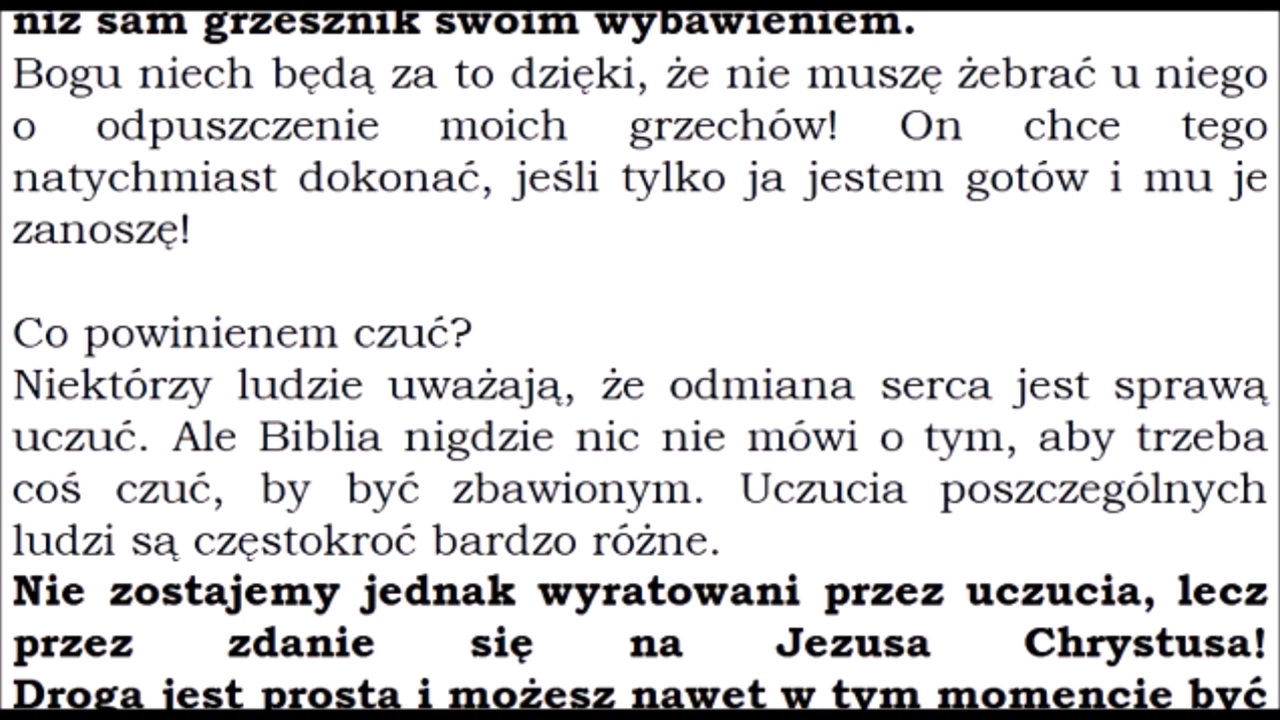 niż sam grzesznik swoim wybawieniem.
Bogu niech będą za to dzięki, że nie muszę żebrać u niego
o odpuszczenie moich grzechów! On chce tego
natychmiast dokonać, jeśli tylko ja jestem gotów i mu je
zanoszę!
Co powinienem czuć?
Niektórzy ludzie uważają, że odmiana serca jest sprawą
uczuć. Ale Biblia nigdzie nic nie mówi o tym, aby trzeba
coś czuć, by być zbawionym. Uczucia poszczególnych
ludzi są częstokroć bardzo różne.
Nie zostajemy jednak wyratowani przez uczucia, lecz
przez zdanie się na Jezusa Chrystusa!
Droga jest prosta i możesz nawet w tym momencie być